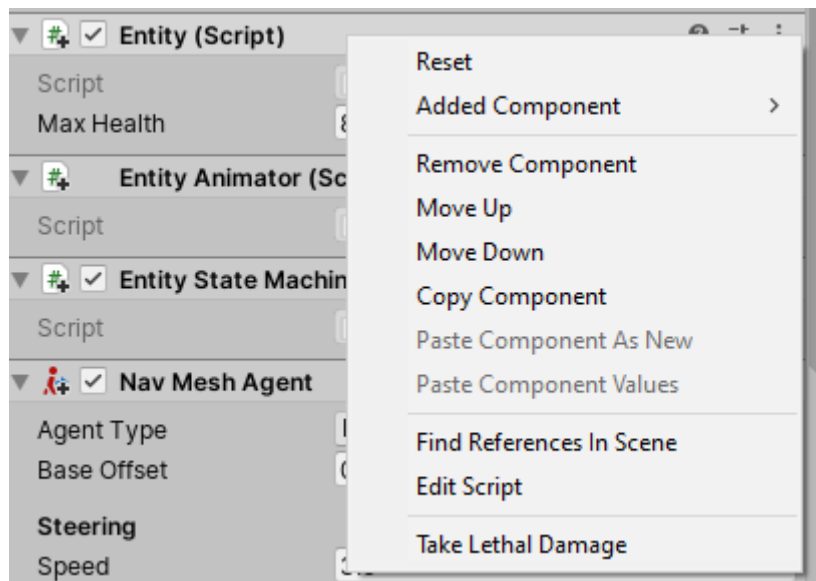 Entity (Script)
Script
Max Health
Entity Animator (Sc
Script
Entity State Machin
Script
Nav Mesh Agent
Agent Type
Base Offset
Steering
Speed
Reset
Added Component
Remove Component
Move Up
Move Down
Copy Component
Paste Component As New
Paste Component Values
Find References In Scene
Edit Script
Take Lethal Damage